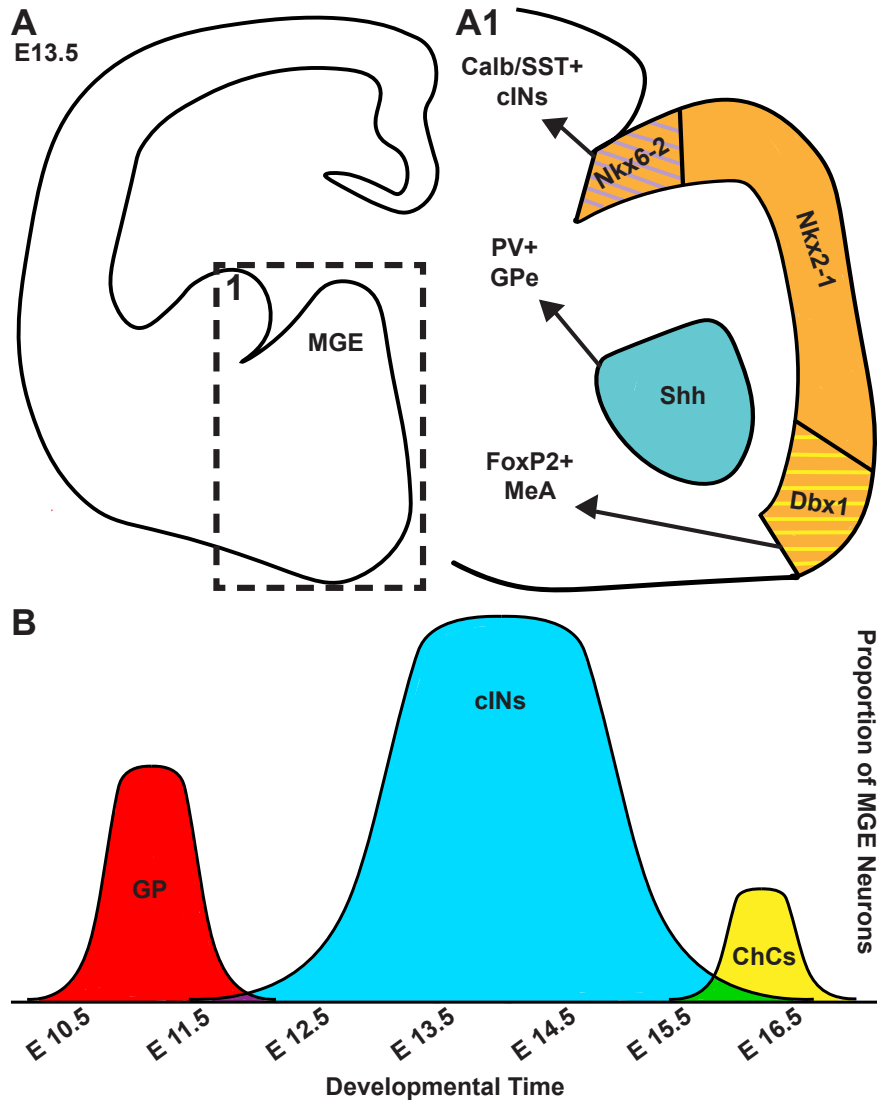 A
E13.5
1
MGE
A1
Calb/SST+
cINs
Nkx6-2
Nkx2-1
PV+
GPe
Shh
FoxP2+
MeA
Dbx1
B
cINs
GP
ChCs
Proportion of MGE Neurons
E 10.5
E 11.5
E 12.5
E 13.5
E 14.5
E 15.5
E 16.5
Developmental Time